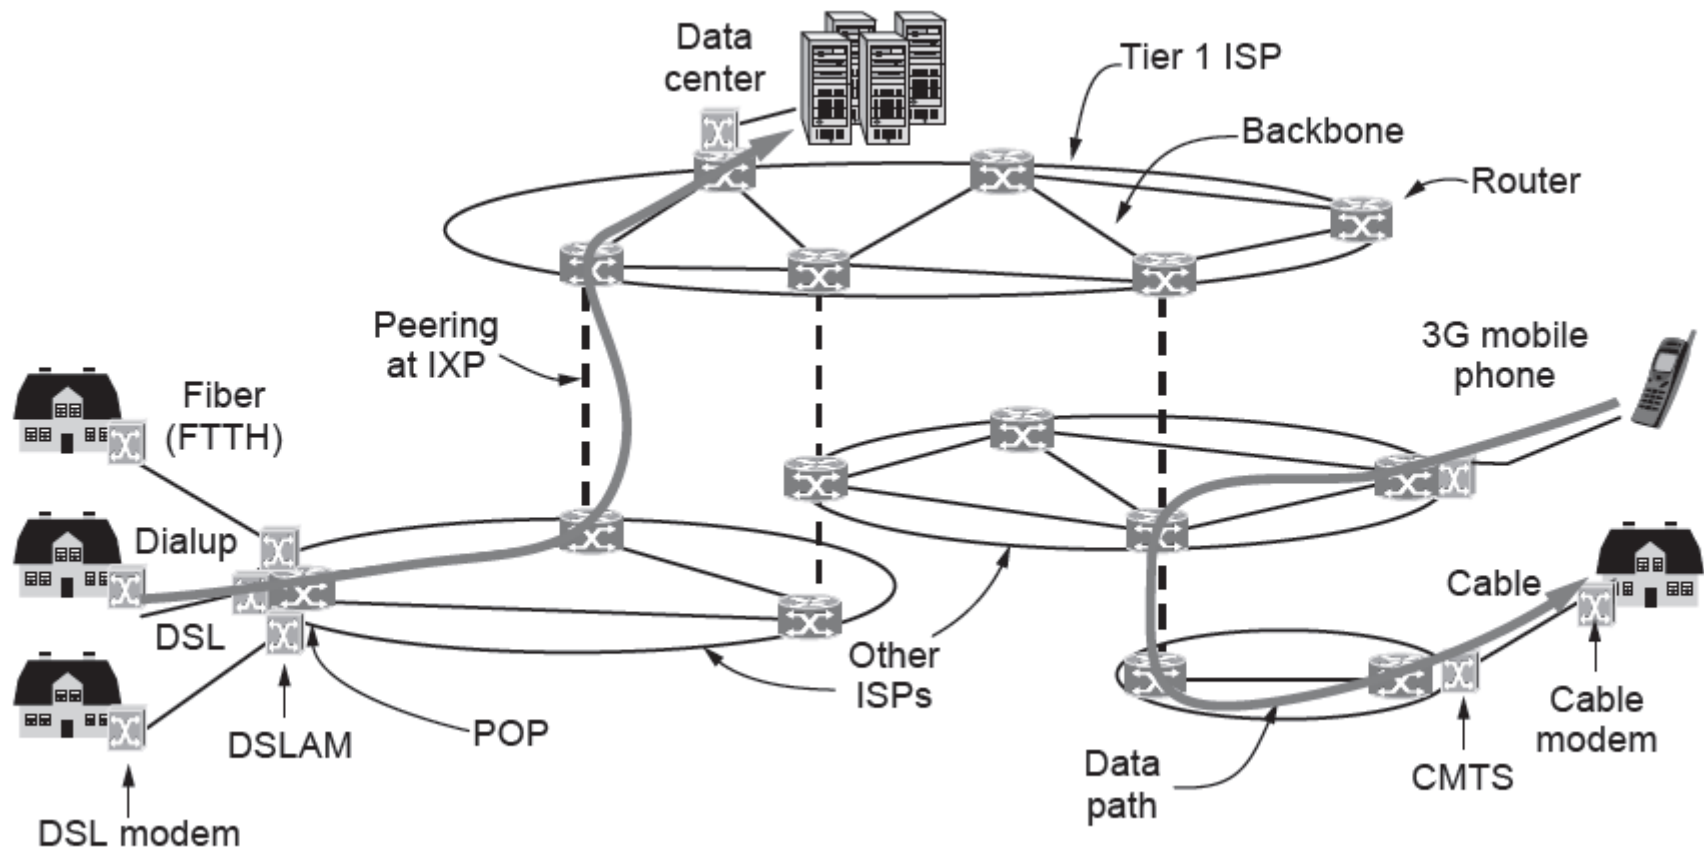 Data
center
Tier 1 ISP
Backbone
Router
Peering
at IXP
3G mobile
phone
Fiber
(FTTH)
Dialup
DSL
Other
ISPs
Cable
POP
DSLAM
Cable
modem
Data
path
CMTS
DSL modem